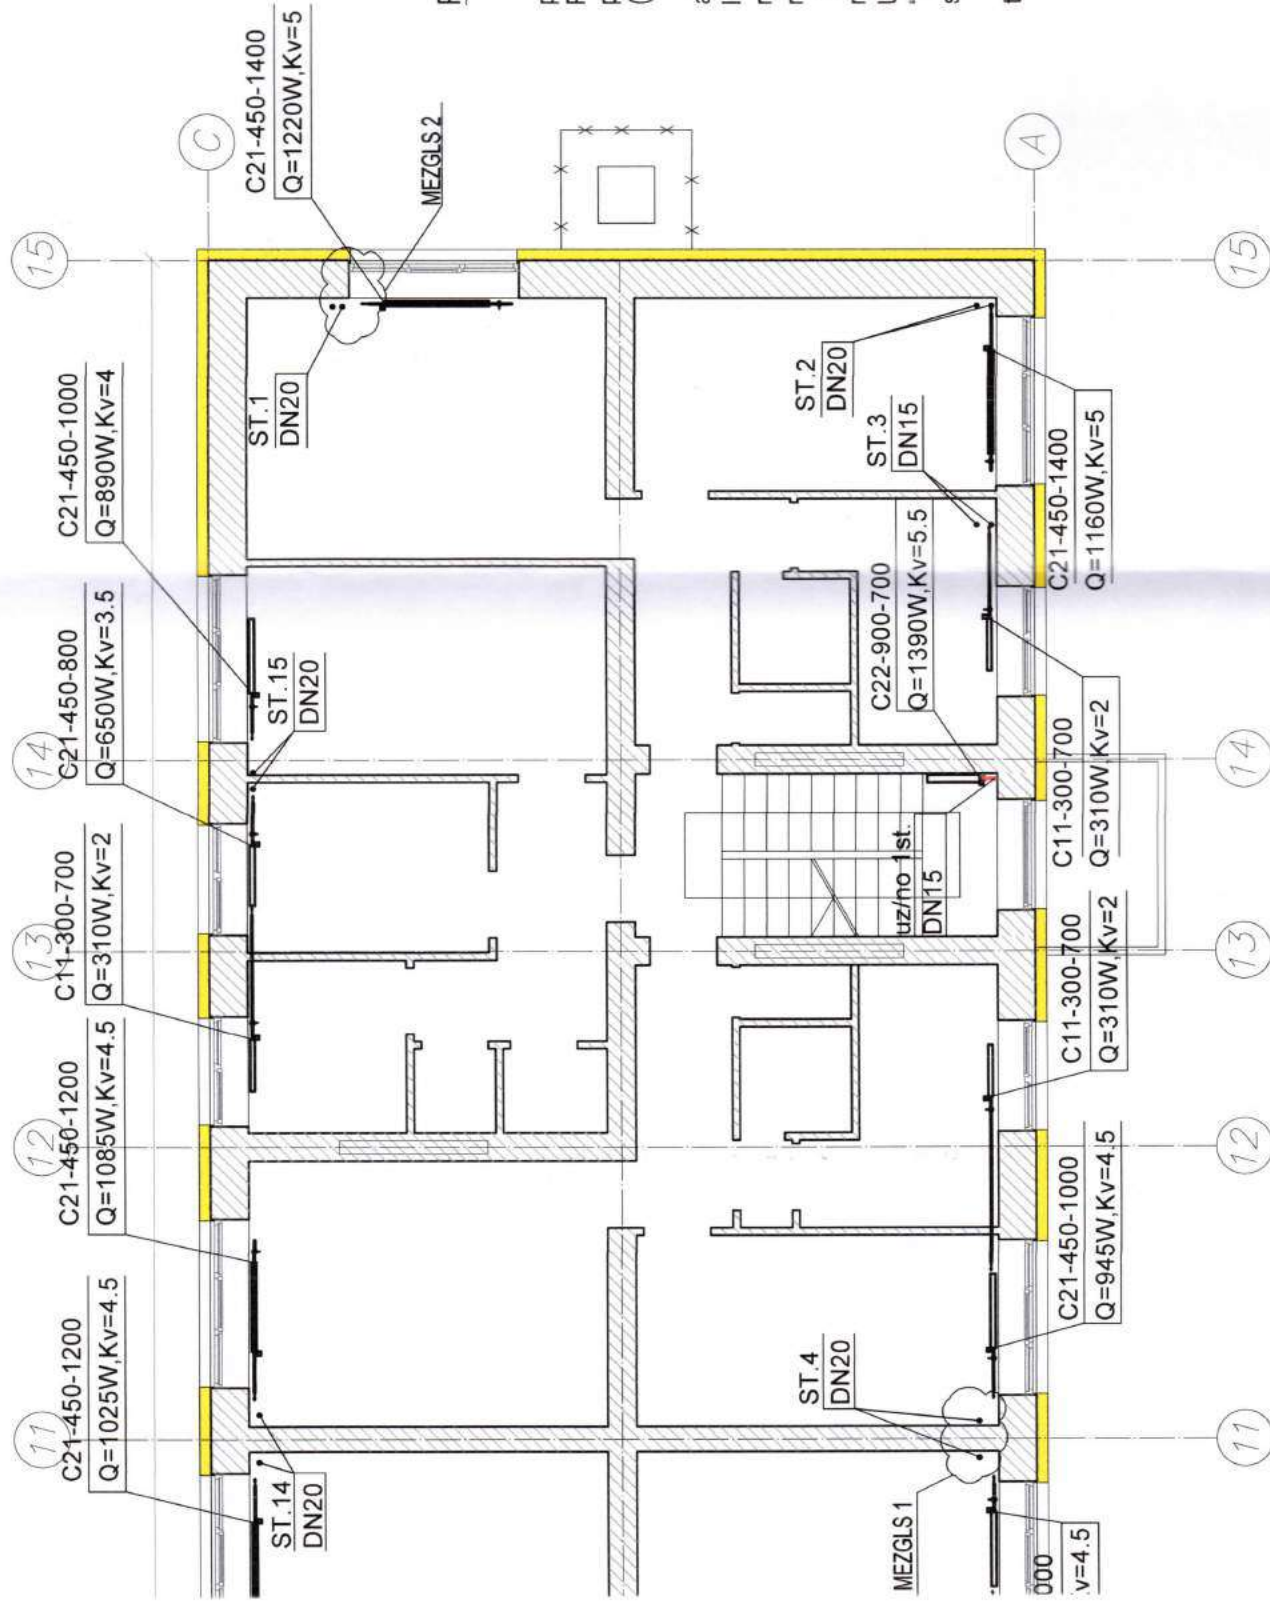 C21-450-1400
Q=1220W,Kv=5
MEZGLS 2
C
A
15
15
C21-450-1000
Q=890W,Kv=4
ST.1
DN20
ST.2
DN20
ST.3
DN15
C21-450-1400
Q=1160W,Kv=5
C21-450-800
Q=650W,Kv=3.5
ST.15
DN20
C22-900-700
Q=1390W,Kv=5.5
14
14
C11-300-700
Q=310W,Kv=2
uz/no 1st.
DN15
C11-300-700
Q=310W,Kv=2
13
13
C11-300-700
Q=310W,Kv=2
C21-450-1200
Q=1085W,Kv=4.5
12
12
C21-450-1000
Q=945W,Kv=4.5
C21-450-1200
Q=1025W,Kv=4.5
ST.4
DN20
11
11
ST.14
DN20
MEZGLS 1
000
v=4.5